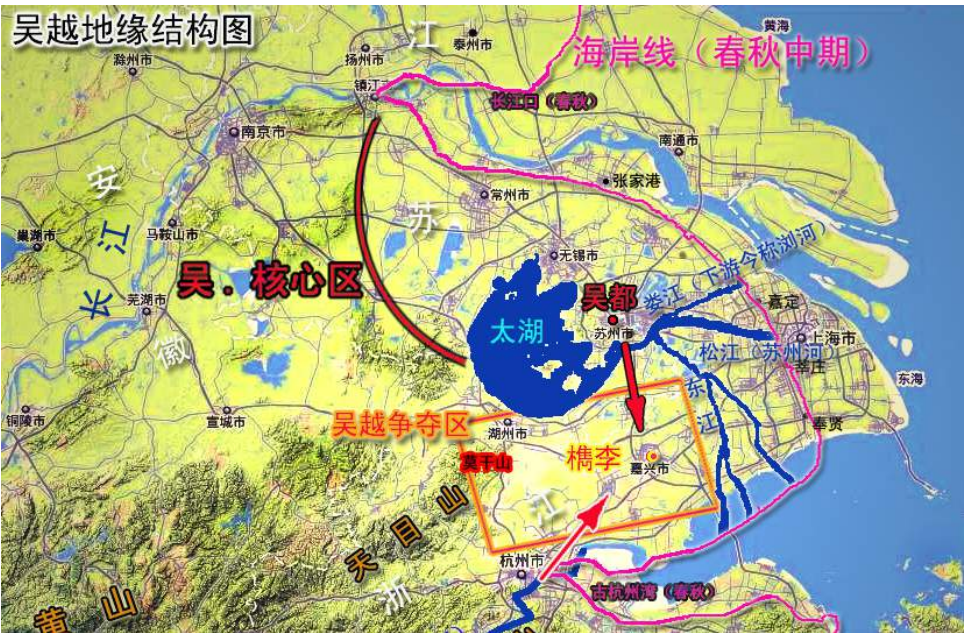 吴越地缘结构图
黄海
江
泰州市
海岸线（春秋中期）
滁州市
扬州市
镇江
长江口（春秋）
南京市
南通市
安
张家港
常州市
苏
巢湖市
长江
马鞍山市
无锡市
娄江（下游今称浏河）
吴．核心区
吴都
芜湖市
太湖
苏州市
嘉定
上海市
徽
松江（苏州河）
莘庄
东海
东江
铜陵市
宣城市
吴越争夺区
湖州市
奉贤
莫干山
槜李
嘉兴市
天目山
江
杭州市
浙
古杭州湾（春秋）
黄山